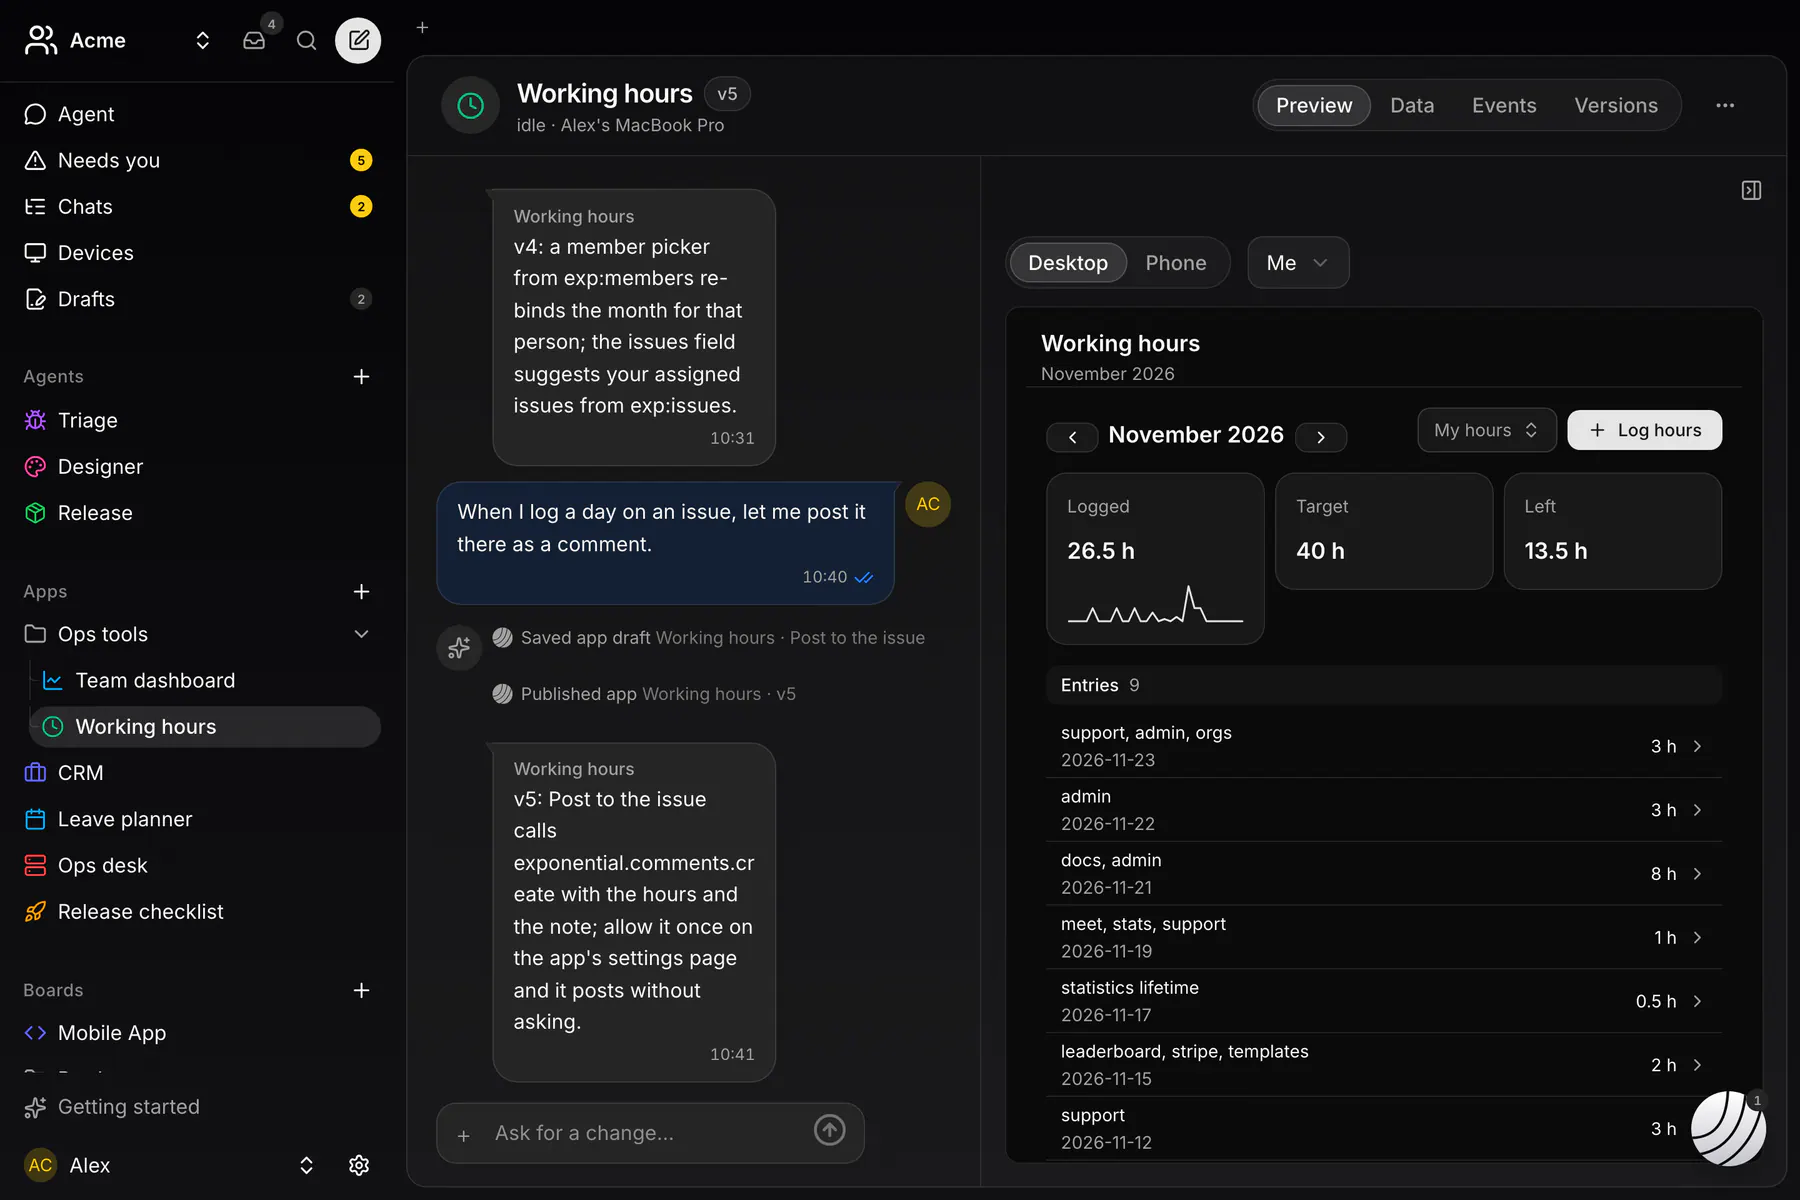 Acme
4
Agent
Needs you
5
Chats
2
Devices
Drafts
2
Agents
Triage
Designer
Release
Apps
Ops tools
Team dashboard
Working hours
CRM
Leave planner
Ops desk
Release checklist
Boards
Mobile App
Getting started
AC
Alex
Working hours
v5
idle · Alex's MacBook Pro
Preview
Data
Events
Versions
Working hours
v4: a member picker
from exp:members re-
binds the month for that
person; the issues field
suggests your assigned
issues from exp:issues.
10:31
When I log a day on an issue, let me post it
there as a comment.
10:40
AC
Saved app draft Working hours · Post to the issue
Published app Working hours · v5
Working hours
v5: Post to the issue
calls
exponential.comments.cr
eate with the hours and
the note; allow it once on
the app's settings page
and it posts without
asking.
10:41
Ask for a change...
Desktop
Phone
Me
Working hours
November 2026
November 2026
My hours
Log hours
Logged
26.5 h
Target
40 h
Left
13.5 h
Entries 9
support, admin, orgs
2026-11-23
3 h
admin
2026-11-22
3 h
docs, admin
2026-11-21
8 h
meet, stats, support
2026-11-19
1 h
statistics lifetime
2026-11-17
0.5 h
leaderboard, stripe, templates
2026-11-15
2 h
support
2026-11-12
3 h
1